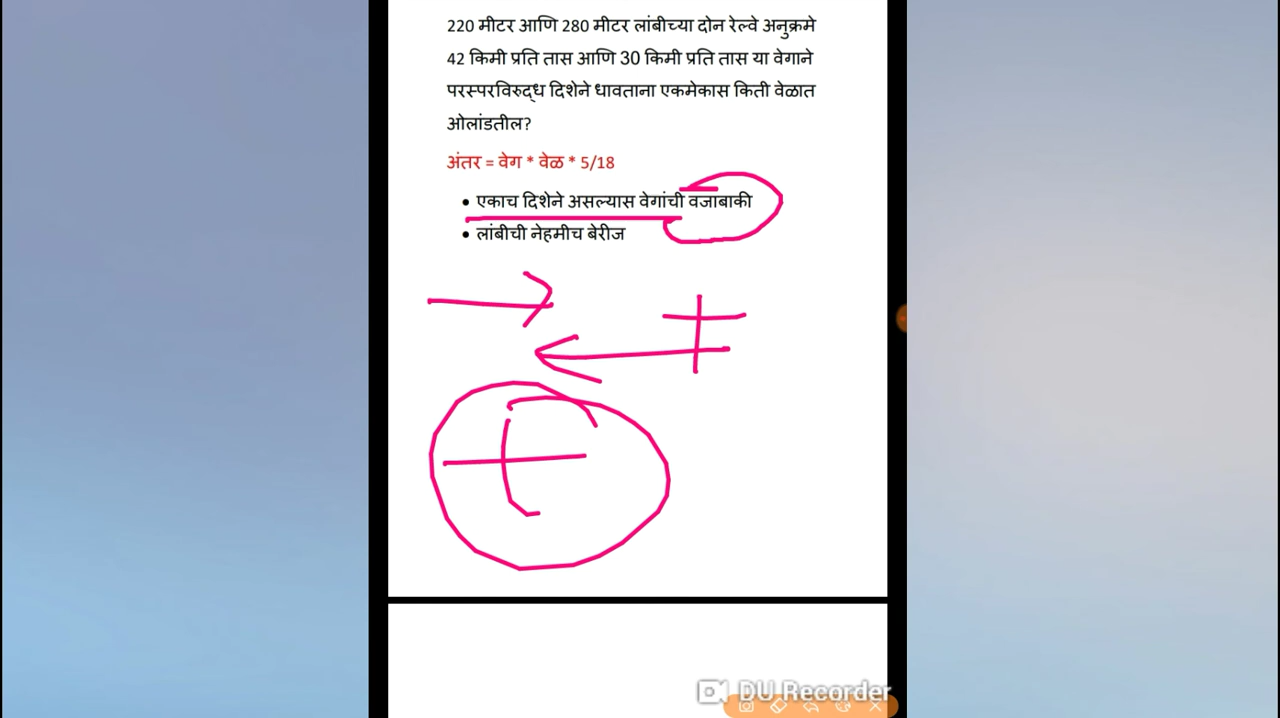 220 मीटर आणि 280 मीटर लांबीच्या दोन रेल्वे अनुक्रमे
42 किमी प्रति तास आणि 30 किमी प्रति तास या वेगाने
परस्परविरुद्ध दिशेने धावताना एकमेकास किती वेळात
ओलांडतील?
अंतर = वेग * वेळ * 5/18
• एकाच दिशेने असल्यास वेगांची वजाबाकी
• लांबीची नेहमीच बेरीज
DU Recorder